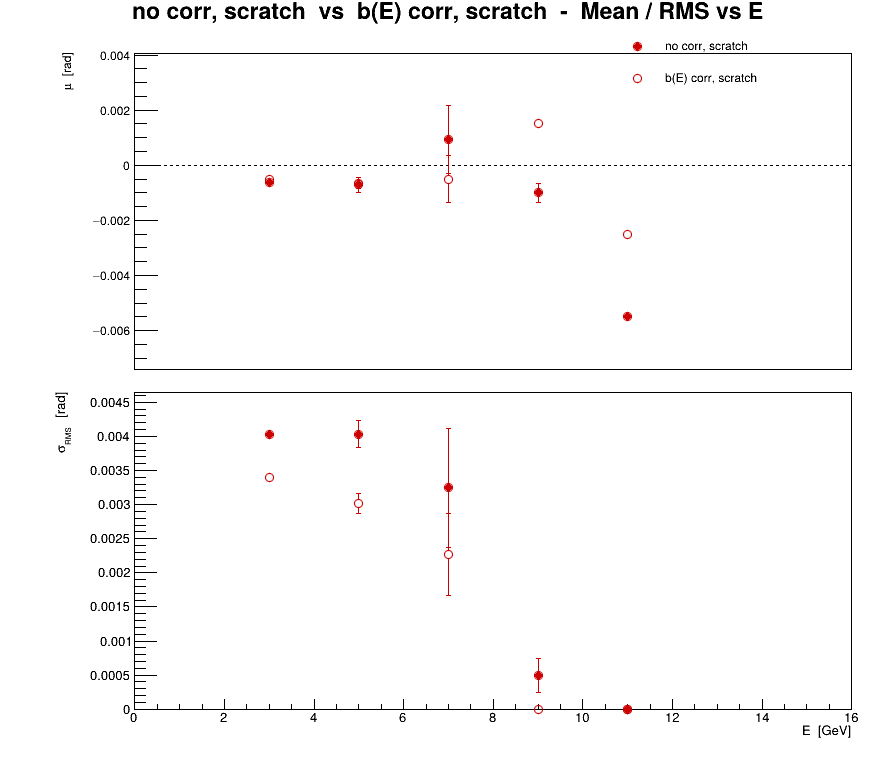 no corr, scratch  vs  b(E) corr, scratch  -  Mean / RMS vs E
no corr, scratch
b(E) corr, scratch
μ [rad]
0.004
0.002
0
−0.002
−0.004
−0.006
σRMS [rad]
0.0045
0.004
0.0035
0.003
0.0025
0.002
0.0015
0.001
0.0005
0
0 2 4 6 8 10 12 14 16
E [GeV]